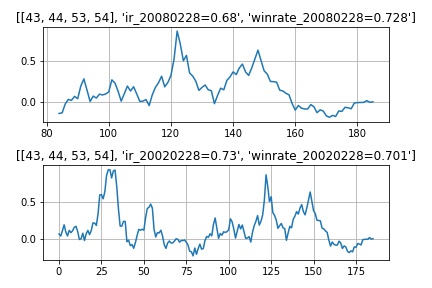 [[43, 44, 53, 54], 'ir_20080228=0.68', 'winrate_20080228=0.728']
0.5
0.0
80 100 120 140 160 180
[[43, 44, 53, 54], 'ir_20020228=0.73', 'winrate_20020228=0.701']
0.5
0.0
0 25 50 75 100 125 150 175